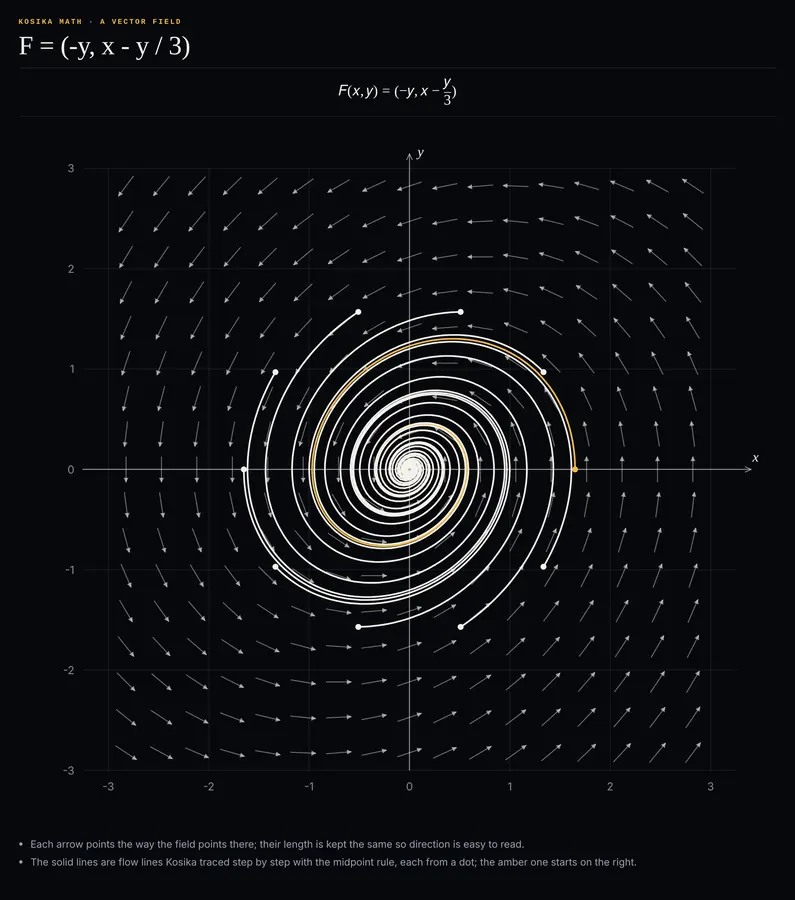 KOSIKA MATH · A VECTOR FIELD
F = (-y, x - y / 3)
F(x,y) = (−y, x − y/3)
y
3
2
1
0
x
-1
-2
-3
-3 -2 -1 0 1 2 3
• Each arrow points the way the field points there; their length is kept the same so direction is easy to read.
• The solid lines are flow lines Kosika traced step by step with the midpoint rule, each from a dot; the amber one starts on the right.